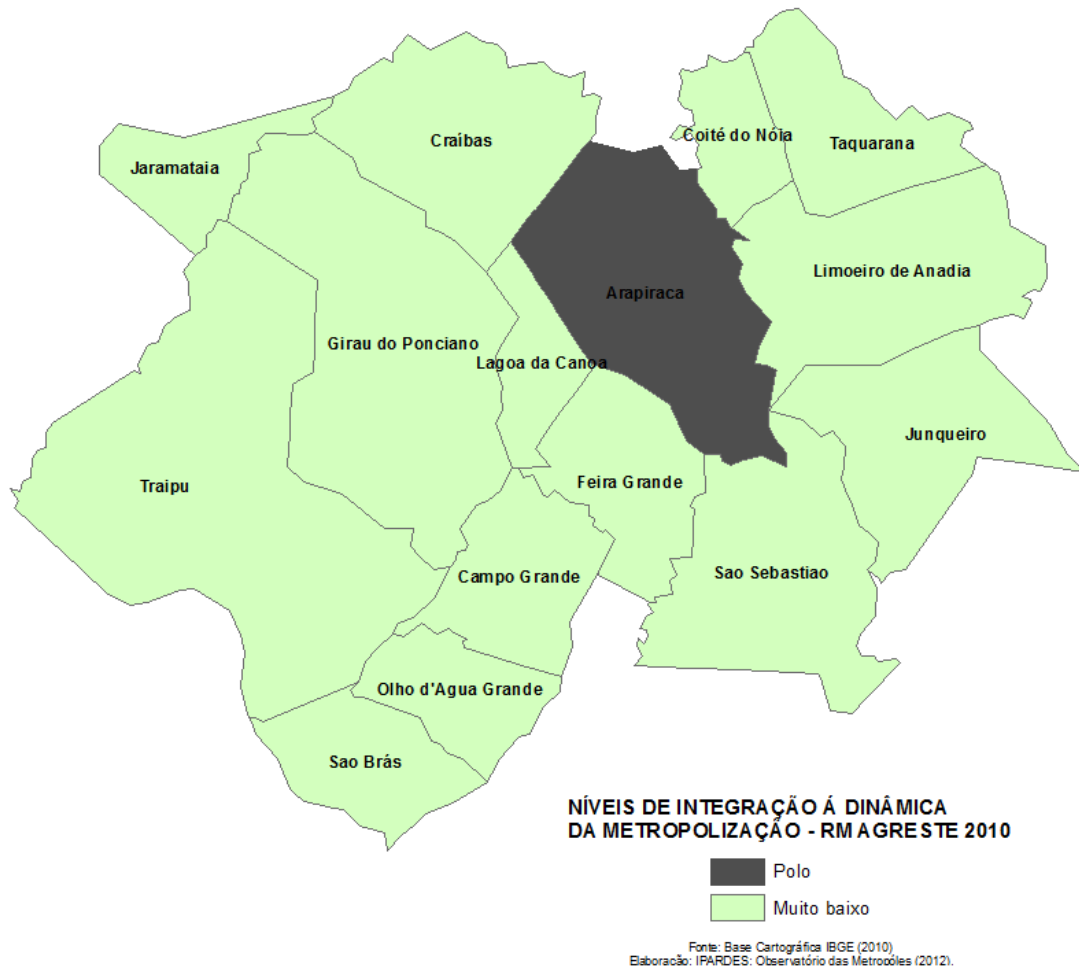 Craíbas
Coité do Nóia
Taquarana
Jaramataia
Limoeiro de Anadia
Arapiraca
Girau do Ponciano
Lagoa da Canoa
Junqueiro
Traipu
Feira Grande
Campo Grande
Sao Sebastiao
Olho d'Agua Grande
Sao Brás
NÍVEIS DE INTEGRAÇÃO Á DINÂMICA
DA METROPOLIZAÇÃO - RM AGRESTE 2010
Polo
Muito baixo
Fonte: Base Cartográfica IBGE (2010)
Elaboração: IPARDES: Observatório das Metropóles (2012).